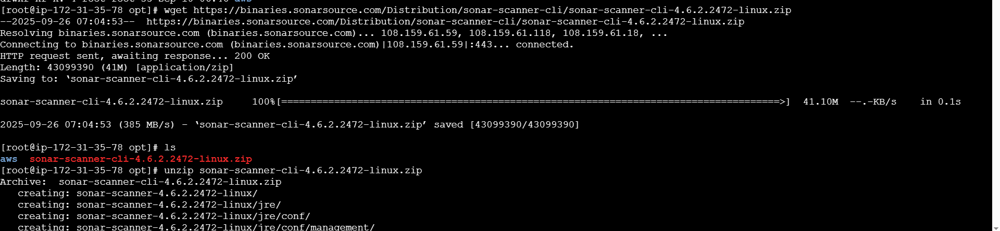 aws
[root@ip-172-31-35-78 opt]# wget https://binaries.sonarsource.com/Distribution/sonar-scanner-cli/sonar-scanner-cli-4.6.2.2472-linux.zip
--2025-09-26 07:04:53--  https://binaries.sonarsource.com/Distribution/sonar-scanner-cli/sonar-scanner-cli-4.6.2.2472-linux.zip
Resolving binaries.sonarsource.com (binaries.sonarsource.com)... 108.159.61.59, 108.159.61.118, 108.159.61.18, ...
Connecting to binaries.sonarsource.com (binaries.sonarsource.com)|108.159.61.59|:443... connected.
HTTP request sent, awaiting response... 200 OK
Length: 43099390 (41M) [application/zip]
Saving to: ‘sonar-scanner-cli-4.6.2.2472-linux.zip’
sonar-scanner-cli-4.6.2.2472-linux.zip     100%[=====================================================================================>]  41.10M  --.-KB/s    in 0.1s
2025-09-26 07:04:53 (385 MB/s) - ‘sonar-scanner-cli-4.6.2.2472-linux.zip’ saved [43099390/43099390]
[root@ip-172-31-35-78 opt]# ls
aws  sonar-scanner-cli-4.6.2.2472-linux.zip
[root@ip-172-31-35-78 opt]# unzip sonar-scanner-cli-4.6.2.2472-linux.zip
Archive:  sonar-scanner-cli-4.6.2.2472-linux.zip
   creating: sonar-scanner-4.6.2.2472-linux/
   creating: sonar-scanner-4.6.2.2472-linux/jre/
   creating: sonar-scanner-4.6.2.2472-linux/jre/conf/
   creating: sonar-scanner-4.6.2.2472-linux/jre/conf/management/